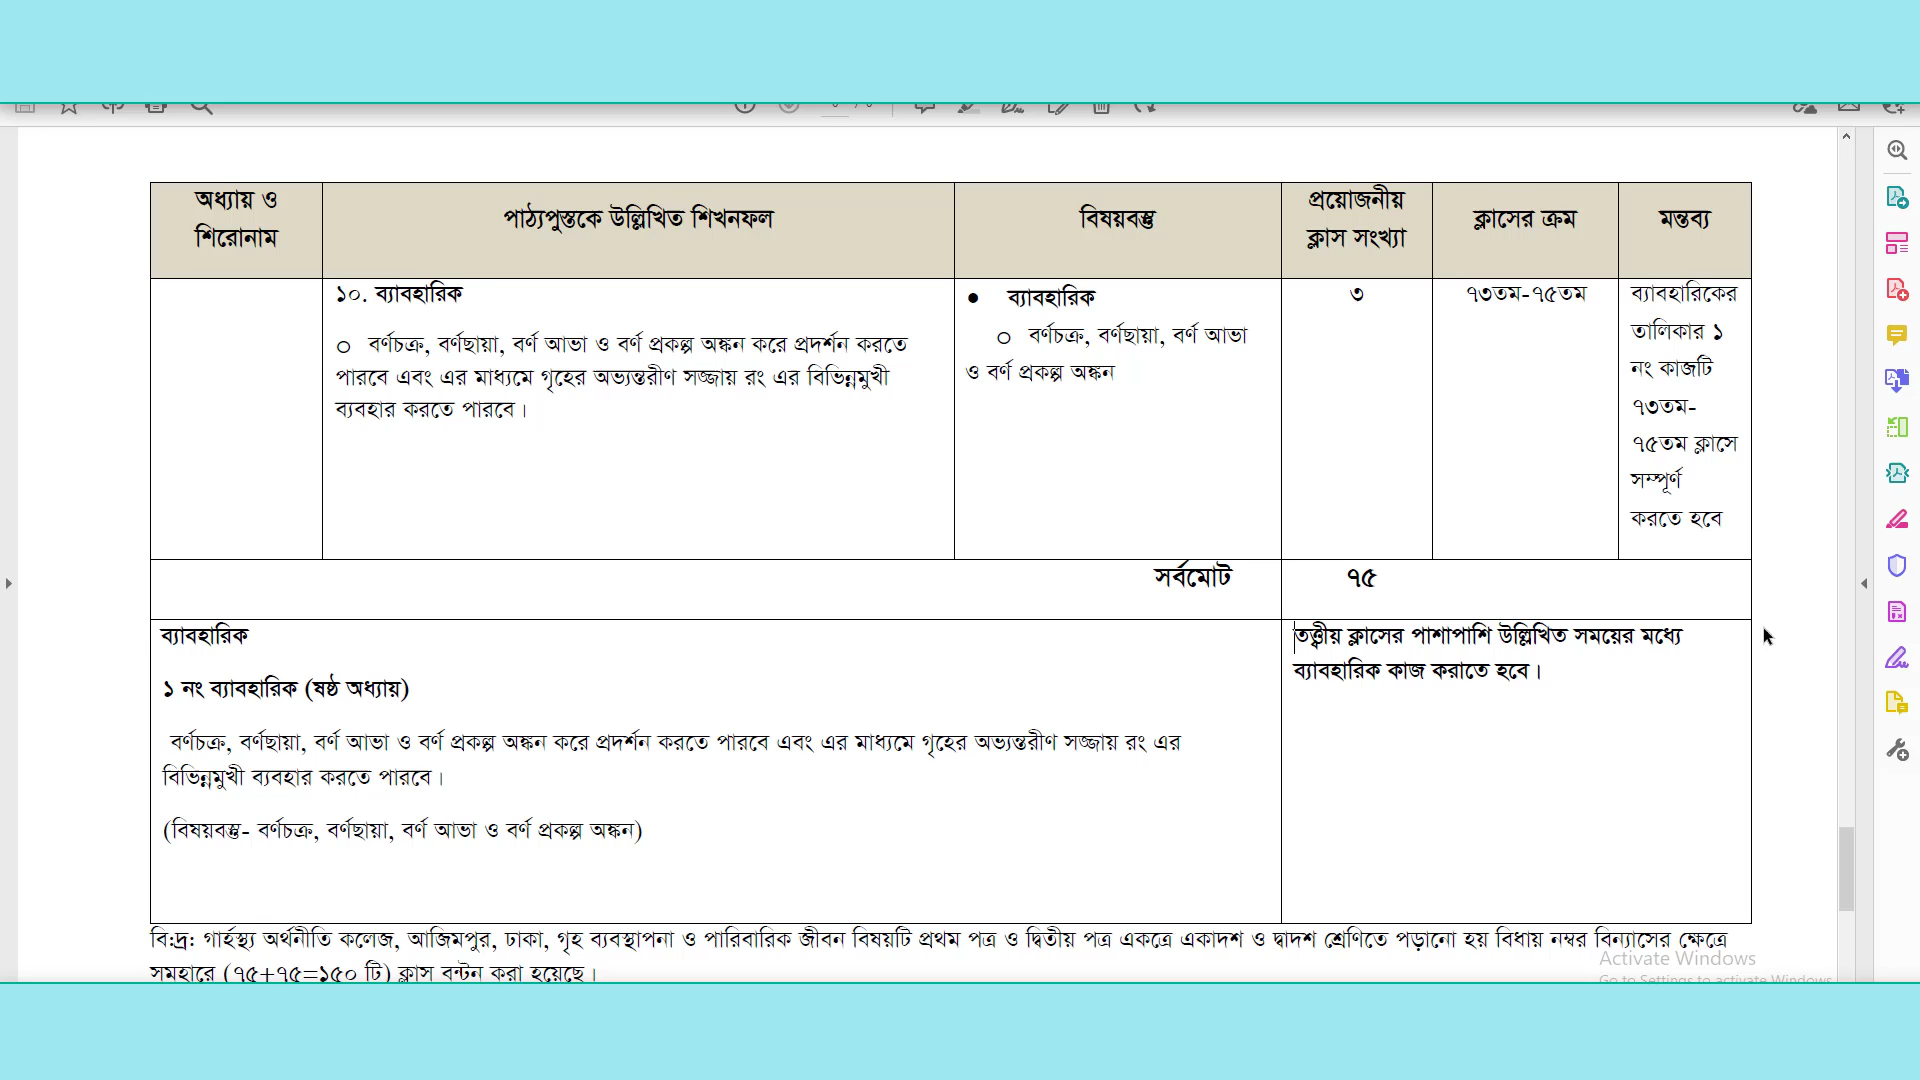 অধ্যায় ও
শিরোনাম
পাঠ্যপুস্তকে উল্লিখিত শিখনফল
বিষয়বস্তু
প্রয়োজনীয়
ক্লাস সংখ্যা
ক্লাসের ক্রম
মন্তব্য
১০. ব্যাবহারিক
o বর্ণচক্র, বর্ণছায়া, বর্ণ আভা ও বর্ণ প্রকল্প অঙ্কন করে প্রদর্শন করতে
পারবে এবং এর মাধ্যমে গৃহের অভ্যন্তরীণ সজ্জায় রং এর বিভিন্নমুখী
ব্যবহার করতে পারবে।
● ব্যাবহারিক
o বর্ণচক্র, বর্ণছায়া, বর্ণ আভা
ও বর্ণ প্রকল্প অঙ্কন
৩
৭৩তম-৭৫তম
ব্যাবহারিকের
তালিকার ১
নং কাজটি
৭৩তম-
৭৫তম ক্লাসে
সম্পূর্ণ
করতে হবে
সর্বমোট
৭৫
ব্যাবহারিক
১ নং ব্যাবহারিক (ষষ্ঠ অধ্যায়)
বর্ণচক্র, বর্ণছায়া, বর্ণ আভা ও বর্ণ প্রকল্প অঙ্কন করে প্রদর্শন করতে পারবে এবং এর মাধ্যমে গৃহের অভ্যন্তরীণ সজ্জায় রং এর
বিভিন্নমুখী ব্যবহার করতে পারবে।
(বিষয়বস্তু- বর্ণচক্র, বর্ণছায়া, বর্ণ আভা ও বর্ণ প্রকল্প অঙ্কন)
তত্ত্বীয় ক্লাসের পাশাপাশি উল্লিখিত সময়ের মধ্যে
ব্যাবহারিক কাজ করাতে হবে।
বি:দ্র: গার্হস্থ্য অর্থনীতি কলেজ, আজিমপুর, ঢাকা, গৃহ ব্যবস্থাপনা ও পারিবারিক জীবন বিষয়টি প্রথম পত্র ও দ্বিতীয় পত্র একত্রে একাদশ ও দ্বাদশ শ্রেণিতে পড়ানো হয় বিধায় নম্বর বিন্যাসের ক্ষেত্রে
সমহারে (৭৫+৭৫=১৫০ টি) ক্লাস বন্টন করা হয়েছে।
Activate Windows
Go to Settings to activate Windows.